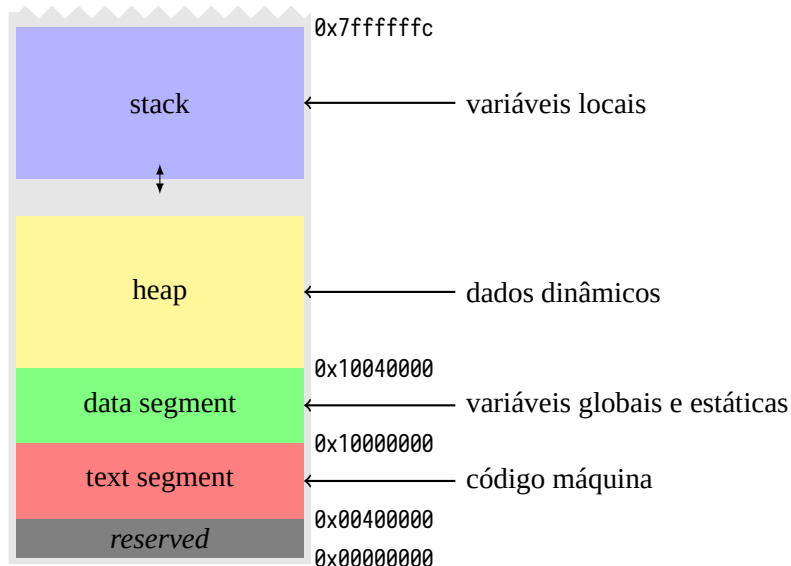 0x7ffffffc
stack
variáveis locais
heap
dados dinâmicos
0x10040000
data segment
variáveis globais e estáticas
0x10000000
text segment
código máquina
0x00400000
reserved
0x00000000